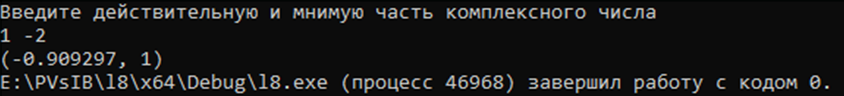 Введите действительную и мнимую часть комплексного числа
1 -2
(-0.909297, 1)
E:\PVsIB\l8\x64\Debug\l8.exe (процесс 46968) завершил работу с кодом 0.